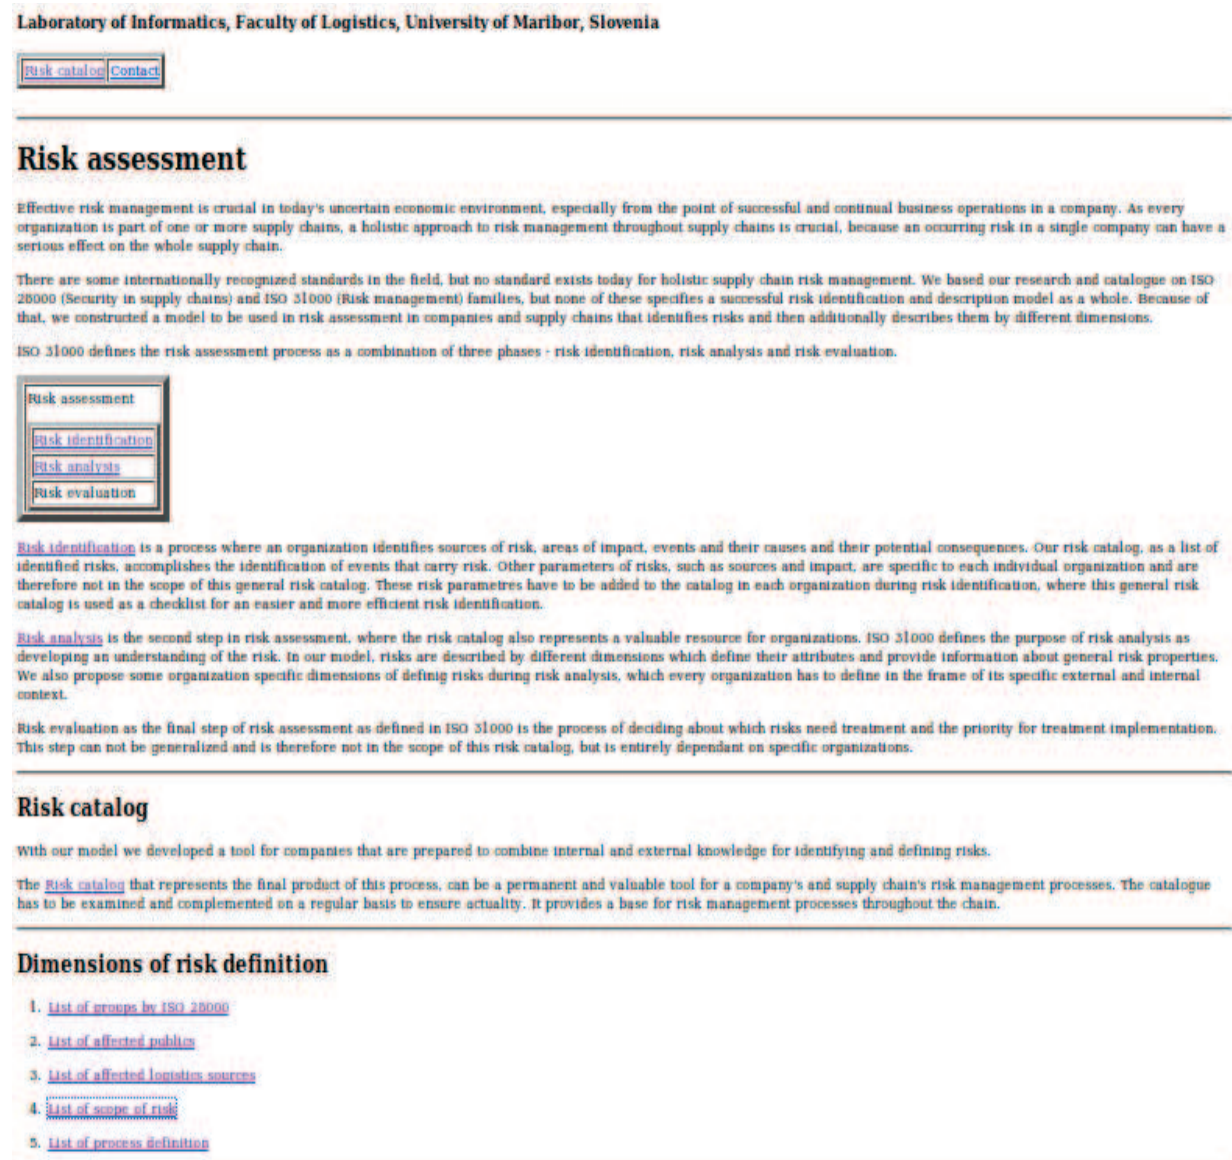 Laboratory of Informatics, Faculty of Logistics, University of Maribor, Slovenia
Risk catalog Contact
Risk assessment
Effective risk management is crucial in today's uncertain economic environment, especially from the point of successful and continual business operations in a company. As every
organization is part of one or more supply chains, a holistic approach to risk management throughout supply chains is crucial, because an occurring risk in a single company can have a
serious effect on the whole supply chain.
There are some internationally recognized standards in the field, but no standard exists today for holistic supply chain risk management. We based our research and catalogue on ISO
28000 (Security in supply chains) and ISO 31000 (Risk management) families, but none of these specifies a successful risk identification and description model as a whole. Because of
that, we constructed a model to be used in risk assessment in companies and supply chains that identifies risks and then additionally describes them by different dimensions.
ISO 31000 defines the risk assessment process as a combination of three phases - risk identification, risk analysis and risk evaluation.
Risk assessment
Risk identification
Risk analysis
Risk evaluation
Risk identification is a process where an organization identifies sources of risk, areas of impact, events and their causes and their potential consequences. Our risk catalog, as a list of
identified risks, accomplishes the identification of events that carry risk. Other parameters of risks, such as sources and impact, are specific to each individual organization and are
therefore not in the scope of this general risk catalog. These risk parametres have to be added to the catalog in each organization during risk identification, where this general risk
catalog is used as a checklist for an easier and more efficient risk identification.
Risk analysis is the second step in risk assessment, where the risk catalog also represents a valuable resource for organizations. ISO 31000 defines the purpose of risk analysis as
developing an understanding of the risk. In our model, risks are described by different dimensions which define their attributes and provide information about general risk properties.
We also propose some organization specific dimensions of definig risks during risk analysis, which every organization has to define in the frame of its specific external and internal
context.
Risk evaluation as the final step of risk assessment as defined in ISO 31000 is the process of deciding about which risks need treatment and the priority for treatment implementation.
This step can not be generalized and is therefore not in the scope of this risk catalog, but is entirely dependant on specific organizations.
Risk catalog
With our model we developed a tool for companies that are prepared to combine internal and external knowledge for identifying and defining risks.
The Risk catalog that represents the final product of this process, can be a permanent and valuable tool for a company's and supply chain's risk management processes. The catalogue
has to be examined and complemented on a regular basis to ensure actuality. It provides a base for risk management processes throughout the chain.
Dimensions of risk definition
1. List of groups by ISO 28000
2. List of affected publics
3. List of affected logistics sources
4. List of scope of risk
5. List of process definition